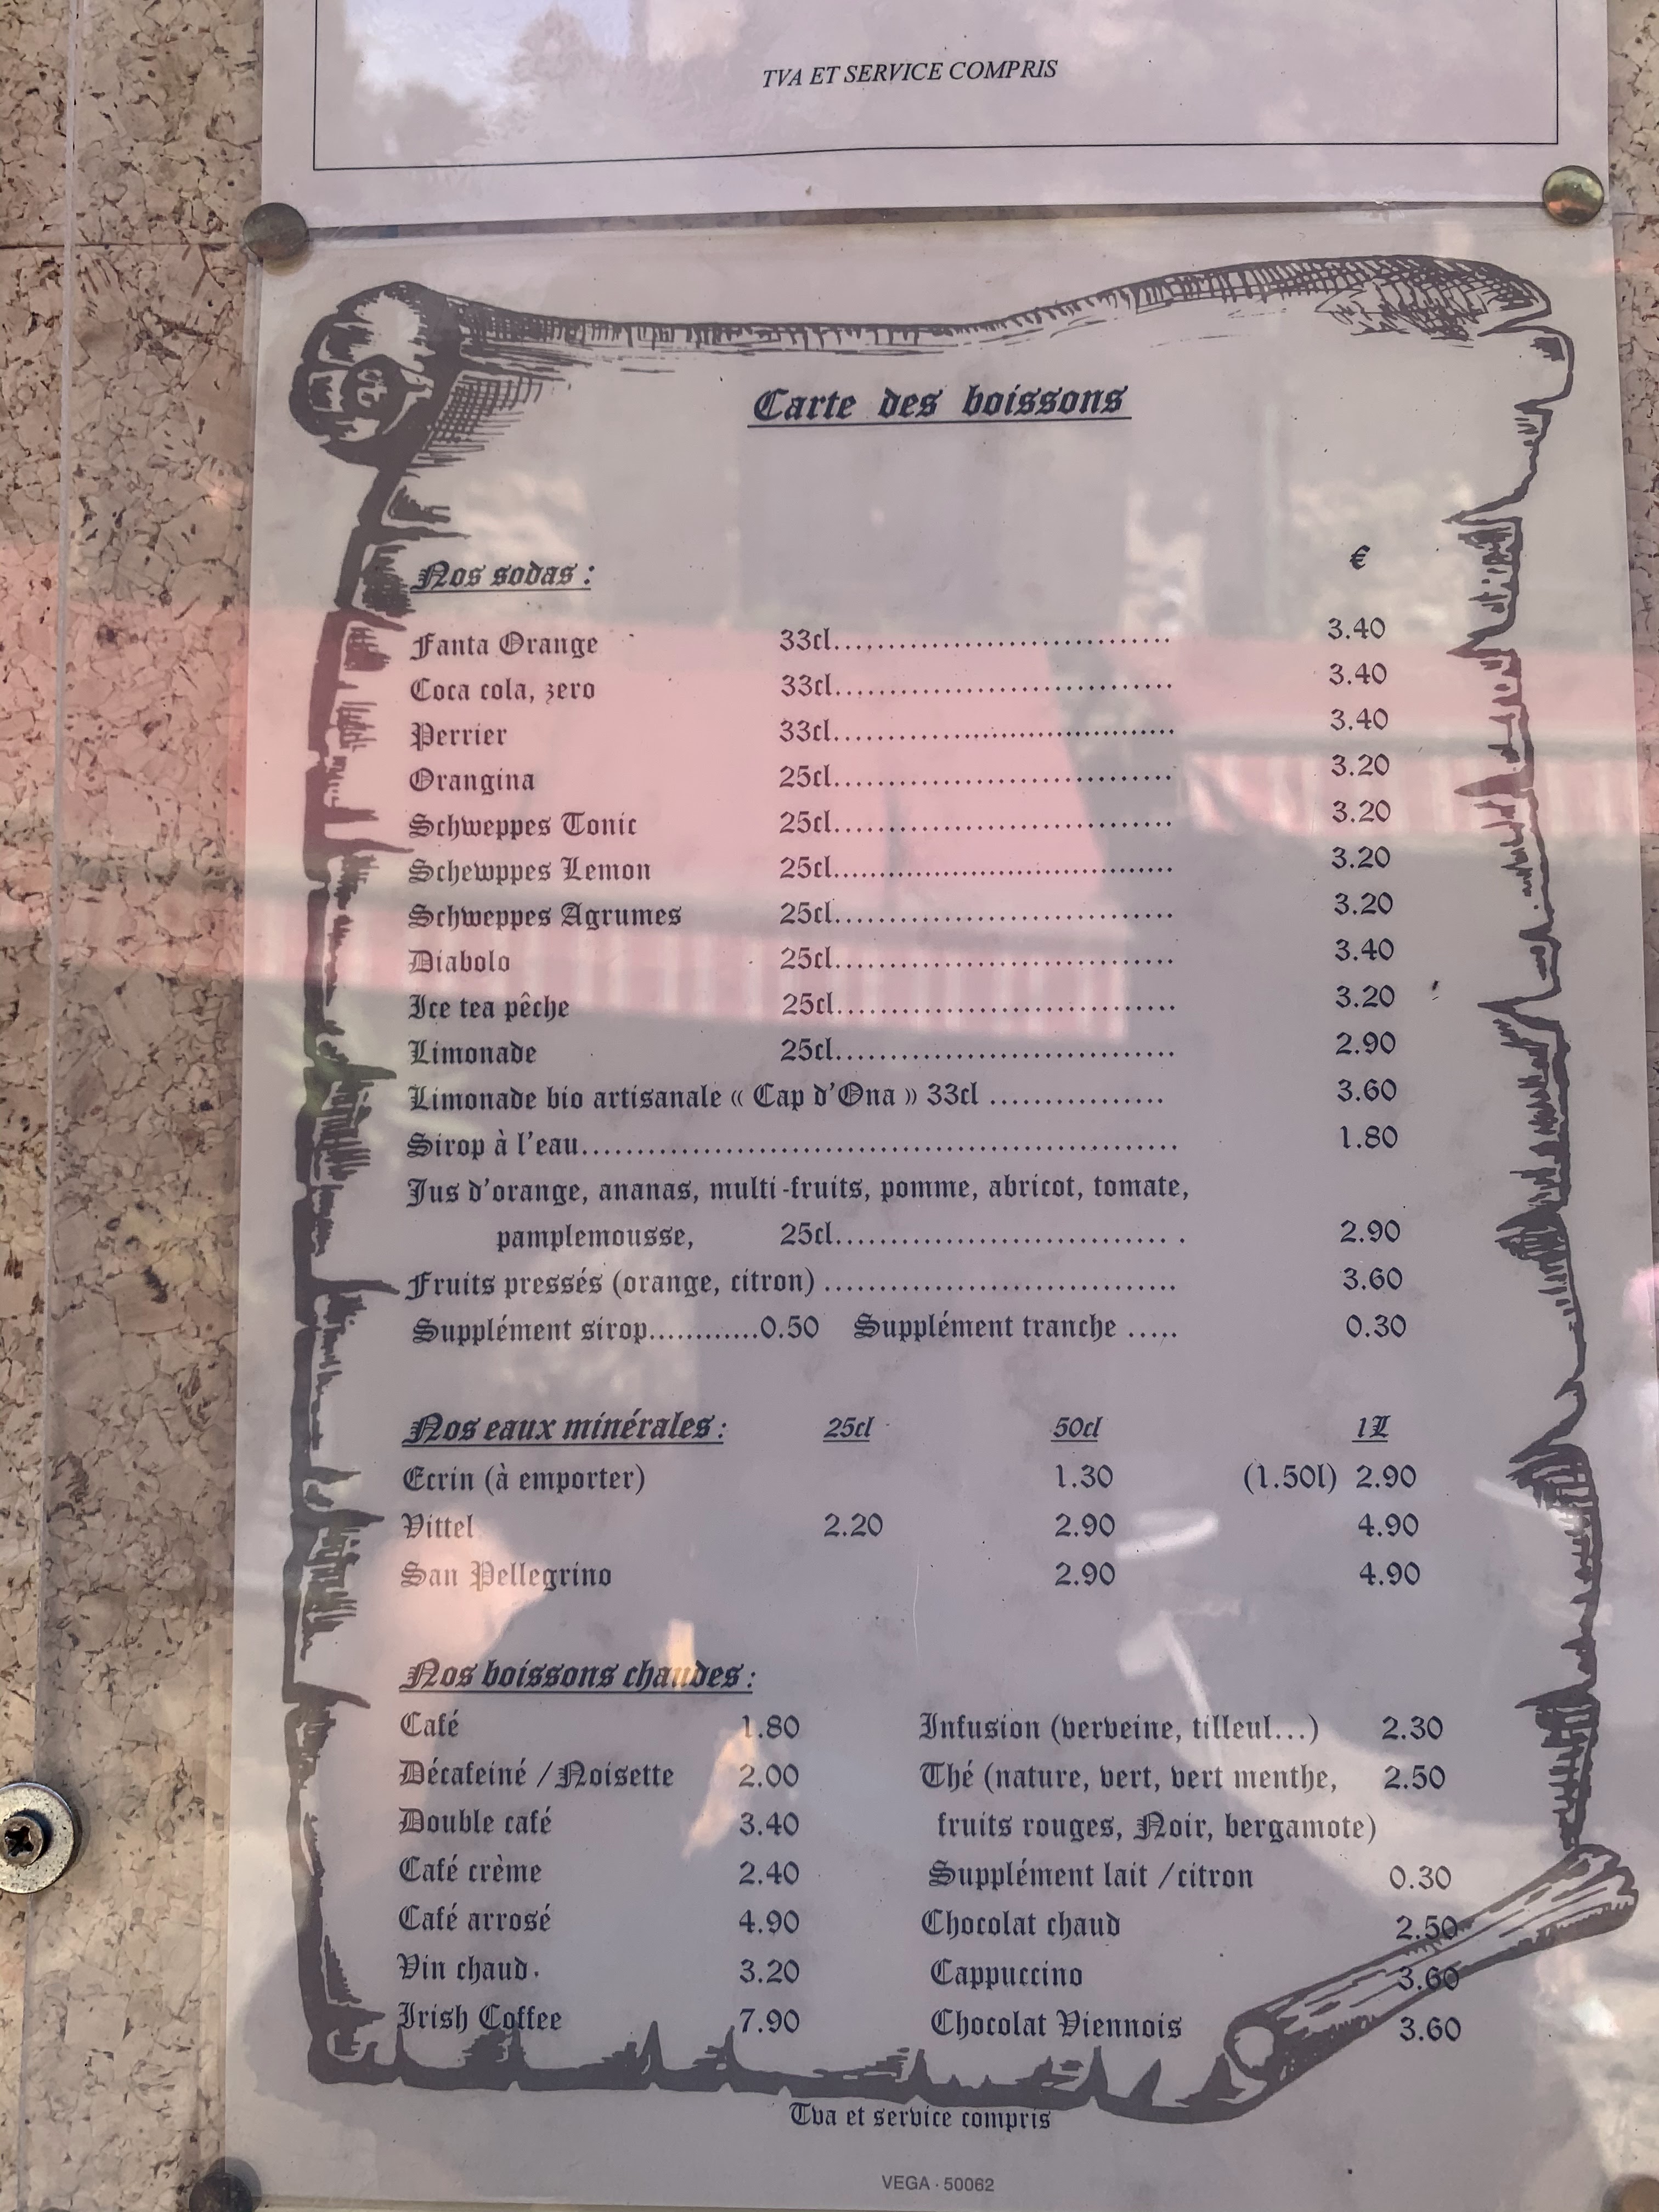 TVA ET SERVICE COMPRIS
Carte des boissons
€
Nos sodas :
Fanta Orange 33cl.................................... 3.40
Coca cola, zero 33cl.................................... 3.40
Perrier 33cl.................................... 3.40
Orangina 25cl.................................... 3.20
Schweppes Tonic 25cl.................................... 3.20
Schewppes Lemon 25cl.................................... 3.20
Schweppes Agrumes 25cl.................................... 3.20
Diabolo 25cl.................................... 3.40
Ice tea pêche 25cl.................................... 3.20
Limonade 25cl.................................... 2.90
Limonade bio artisanale « Cap d'Ona » 33cl ................ 3.60
Sirop à l'eau....................................................... 1.80
Jus d'orange, ananas, multi-fruits, pomme, abricot, tomate,
pamplemousse, 25cl............................... . 2.90
Fruits pressés (orange, citron) ................................. 3.60
Supplément sirop............0.50 Supplément tranche ..... 0.30
Nos eaux minérales : 25cl 50cl 1L
Ecrin (à emporter) 1.30 (1.50l) 2.90
Vittel 2.20 2.90 4.90
San Pellegrino 2.90 4.90
Nos boissons chaudes :
Café 1.80 Infusion (verveine, tilleul...) 2.30
Décafeiné / Noisette 2.00 Thé (nature, vert, vert menthe, 2.50
Double café 3.40 fruits rouges, Noir, bergamote)
Café crème 2.40 Supplément lait / citron 0.30
Café arrosé 4.90 Chocolat chaud 2.50
Vin chaud. 3.20 Cappuccino 3.60
Irish Coffee 7.90 Chocolat Viennois 3.60
Tva et service compris
VEGA · 50062